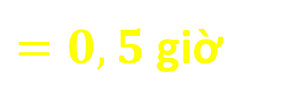 = 0, 5 giờ